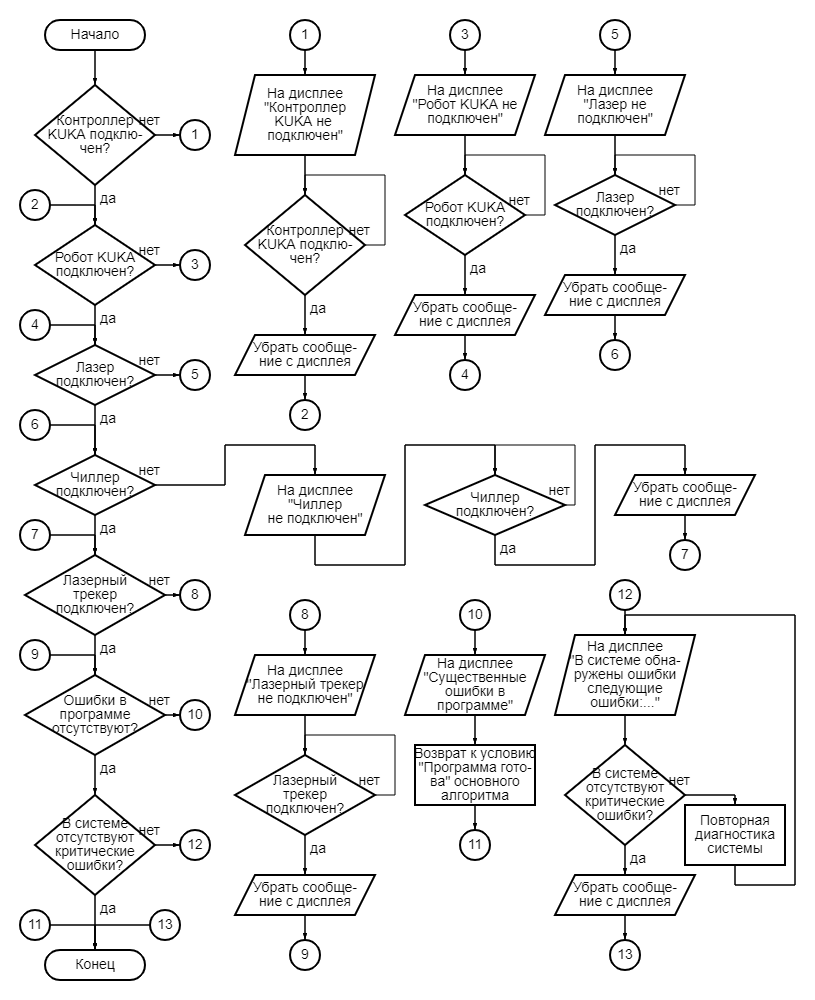 Начало
Контроллер
KUKA подклю-
чен?
нет
1
да
2
Робот KUKA
подключен?
нет
3
да
4
Лазер
подключен?
нет
5
да
6
Чиллер
подключен?
нет
да
7
Лазерный
трекер
подключен?
нет
8
да
9
Ошибки в
программе
отсутствуют?
нет
10
да
В системе
отсутствуют
критические
ошибки?
нет
12
да
11
13
Конец
1
На дисплее
"Контроллер
KUKA не
подключен"
Контроллер
KUKA подклю-
чен?
нет
да
Убрать сообще-
ние с дисплея
2
3
На дисплее
"Робот KUKA не
подключен"
Робот KUKA
подключен?
нет
да
Убрать сообще-
ние с дисплея
4
5
На дисплее
"Лазер не
подключен"
Лазер
подключен?
нет
да
Убрать сообще-
ние с дисплея
6
На дисплее
"Чиллер
не подключен"
Чиллер
подключен?
нет
да
Убрать сообще-
ние с дисплея
7
8
На дисплее
"Лазерный трекер
не подключен"
Лазерный
трекер
подключен?
нет
да
Убрать сообще-
ние с дисплея
9
10
На дисплее
"Существенные
ошибки в
программе"
Возврат к условию
"Программа гото-
ва" основного
алгоритма
11
12
На дисплее
"В системе обна-
ружены ошибки
следующие
ошибки:..."
В системе
отсутствуют
критические
ошибки?
нет
Повторная
диагностика
системы
да
Убрать сообще-
ние с дисплея
13